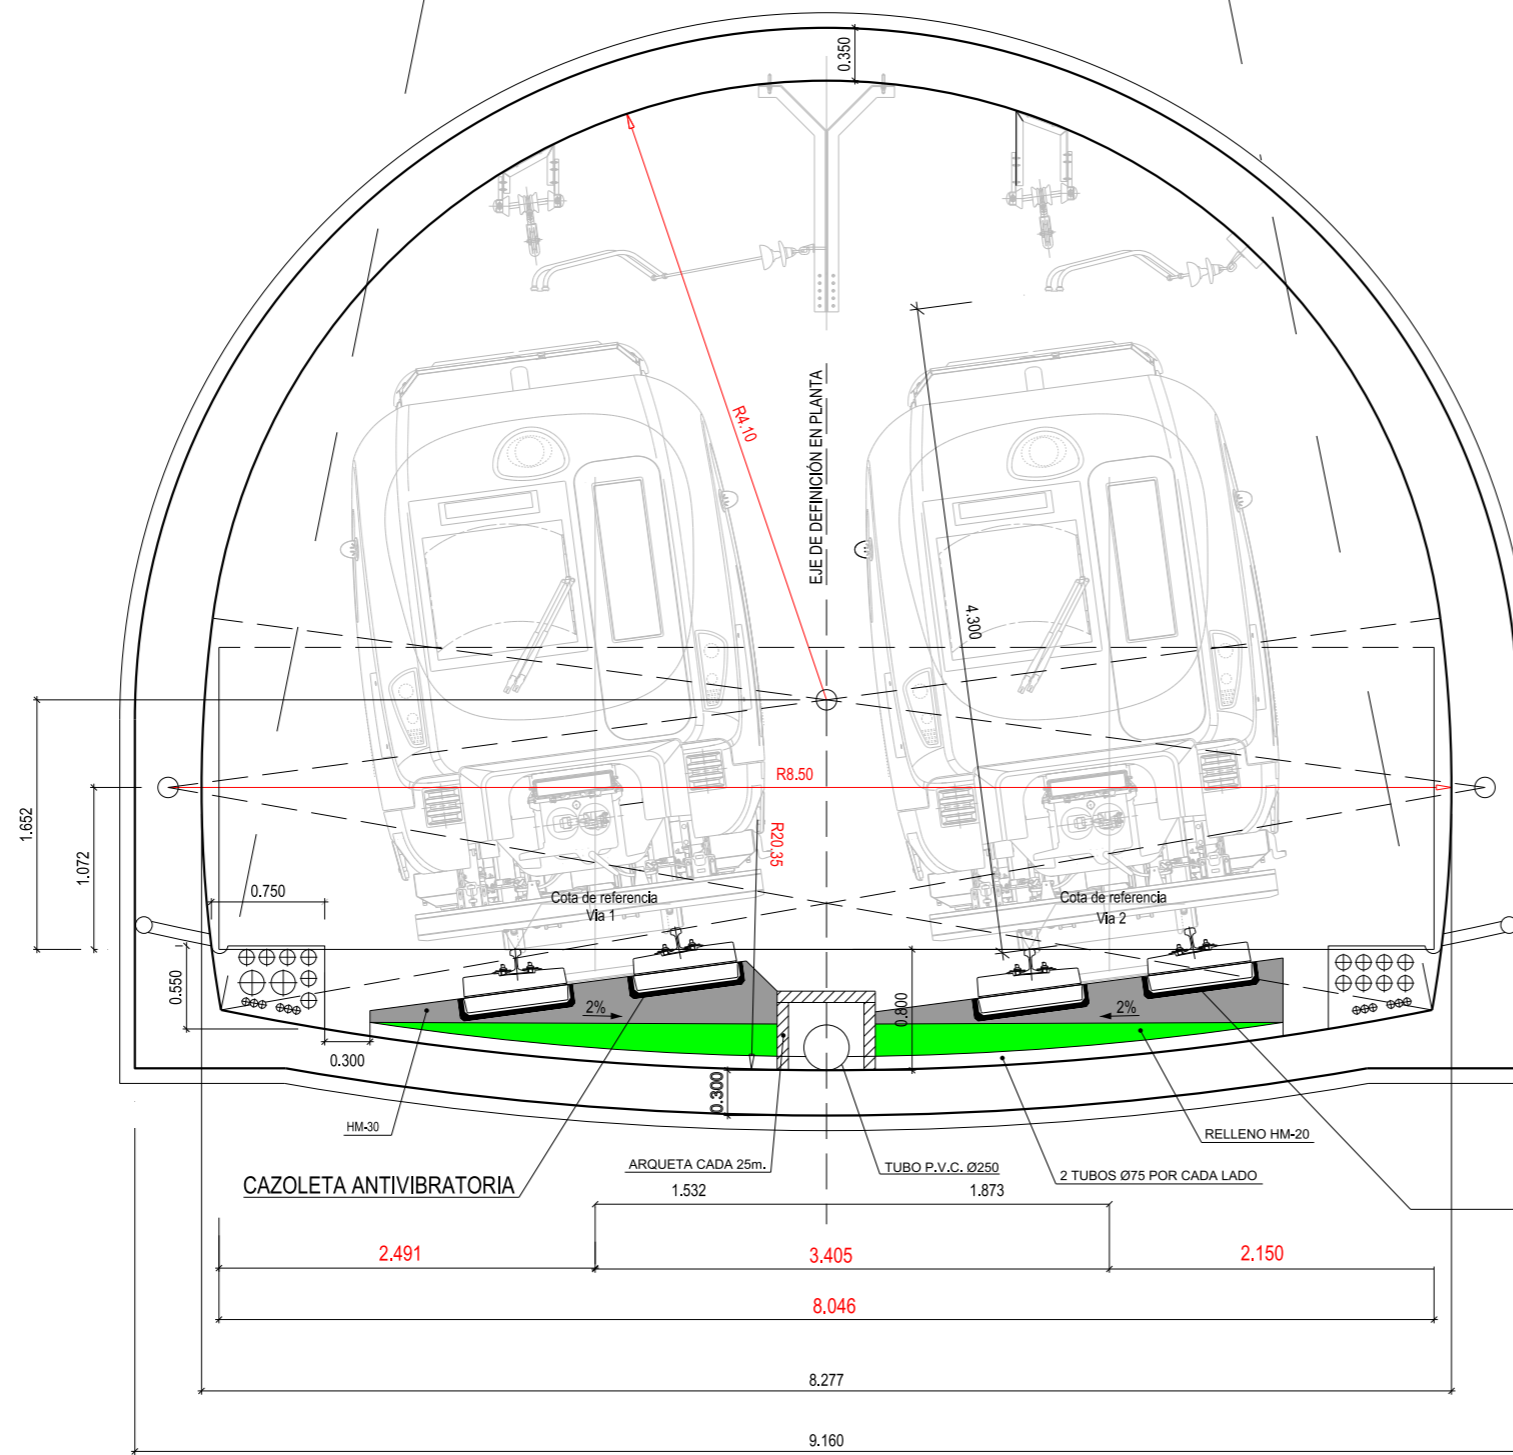 0.350
R4.10
EJE DE DEFINICIÓN EN PLANTA
4.300
R8.50
R20,35
1.652
1.072
0.750
0.550
0.300
Cota de referencia
Vía 1
Cota de referencia
Vía 2
2%
2%
0.800
0.300
HM-30
RELLENO HM-20
ARQUETA CADA 25m.
TUBO P.V.C. Ø250
2 TUBOS Ø75 POR CADA LADO
CAZOLETA ANTIVIBRATORIA
1.532
1.873
2.491
3.405
2.150
8.046
8.277
9.160